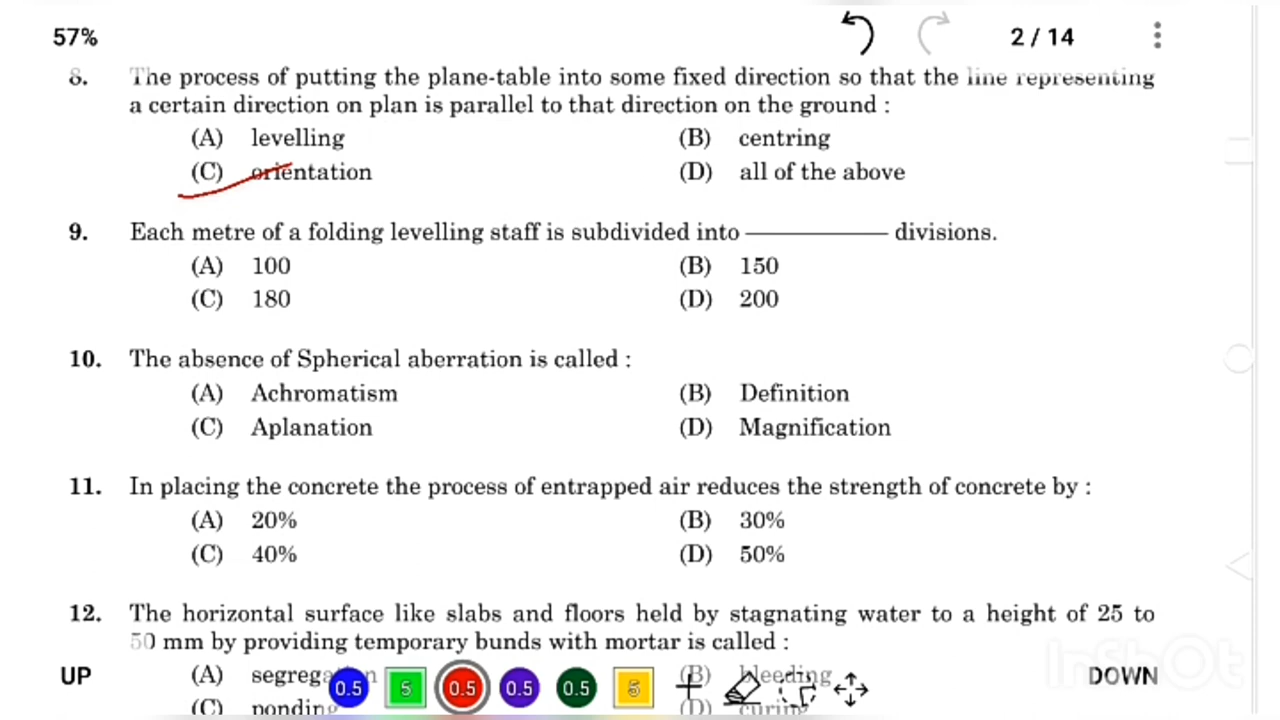 57%
2 / 14
8. The process of putting the plane-table into some fixed direction so that the line representing
a certain direction on plan is parallel to that direction on the ground :
(A) levelling (B) centring
(C) orientation (D) all of the above
9. Each metre of a folding levelling staff is subdivided into ———— divisions.
(A) 100 (B) 150
(C) 180 (D) 200
10. The absence of Spherical aberration is called :
(A) Achromatism (B) Definition
(C) Aplanation (D) Magnification
11. In placing the concrete the process of entrapped air reduces the strength of concrete by :
(A) 20% (B) 30%
(C) 40% (D) 50%
12. The horizontal surface like slabs and floors held by stagnating water to a height of 25 to
50 mm by providing temporary bunds with mortar is called :
UP (A) (B) bleeding DOWN
0.5 5 0.5 0.5 0.5 5
(C) ponding (D) curing
InShOt